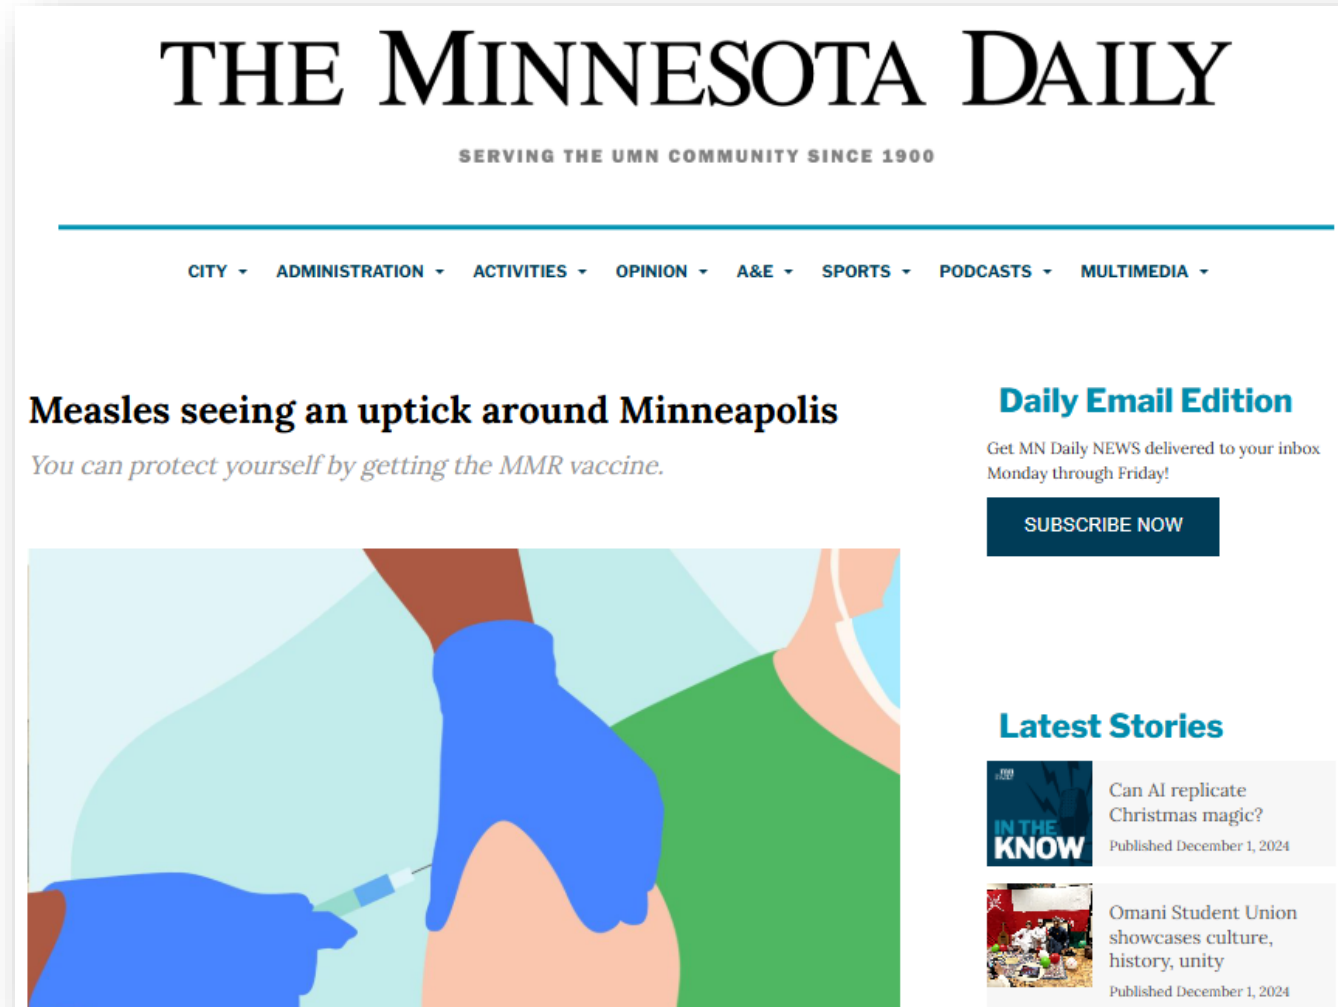 THE MINNESOTA DAILY
SERVING THE UMN COMMUNITY SINCE 1900
CITY ADMINISTRATION ACTIVITIES OPINION A&E SPORTS PODCASTS MULTIMEDIA
Measles seeing an uptick around Minneapolis
You can protect yourself by getting the MMR vaccine.
Daily Email Edition
Get MN Daily NEWS delivered to your inbox
Monday through Friday!
SUBSCRIBE NOW
Latest Stories
IN THE
KNOW
Can AI replicate
Christmas magic?
Published December 1, 2024
Omani Student Union
showcases culture,
history, unity
Published December 1, 2024